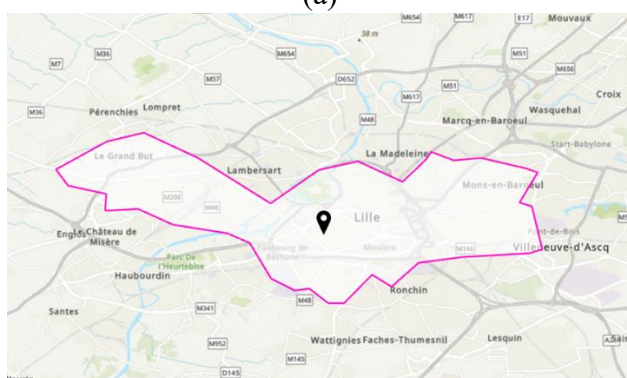 (a)
M654
M617
E17
Mouvaux
M36
M654
38 m
M51
M7
M51
M656
Croix
M57
D652
M51
M617
Wasquehal
M36
Pérenchies
Lompret
M48
Marcq-en-Barœul
Start-Babylone
Le Grand But
La Madeleine
Lambersart
Mons-en-Barœul
M208
M48
Lille
Englos
Le Château de
Misère
Faubourg de
Béthune
Moulins
M146
Pont-de-Bois
Villeneuve-d'Ascq
Parc De
l'Heurtebise
Haubourdin
Ronchin
M48
Santes
M341
M952
Wattignies
Faches-Thumesnil
Lesquin
M145
D145